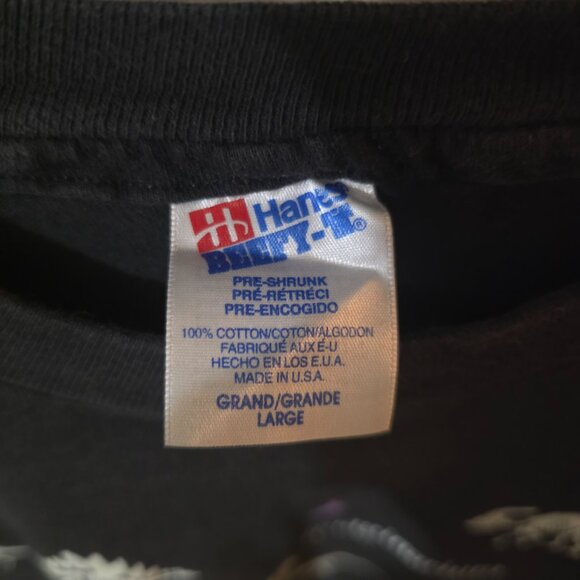 Hanes
BEEFY-T®
PRE-SHRUNK
PRÉ-RÉTRÉCI
PRE-ENCOGIDO
100% COTTON/COTON/ALGODON
FABRIQUÉ AUX É-U
HECHO EN LOS E.U.A.
MADE IN U.S.A.
GRAND/GRANDE
LARGE